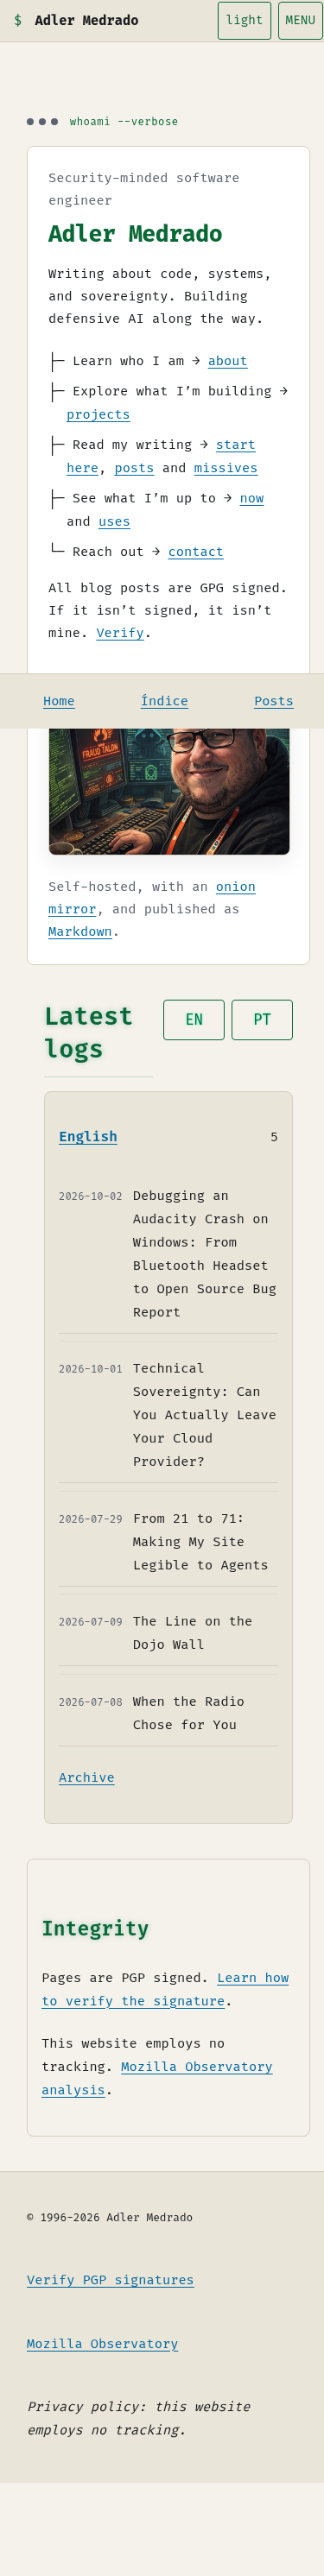 $ Adler Medrado
light
MENU
whoami --verbose
Security-minded software
engineer
Adler Medrado
Writing about code, systems,
and sovereignty. Building
defensive AI along the way.
├─ Learn who I am → about
├─ Explore what I’m building →
projects
├─ Read my writing → start
here, posts and missives
├─ See what I’m up to → now
and uses
└─ Reach out → contact
All blog posts are GPG signed.
If it isn’t signed, it isn’t
mine. Verify.
Home
Índice
Posts
FRAUD TALON
Self-hosted, with an onion
mirror, and published as
Markdown.
Latest
logs
EN
PT
English
5
2026-10-02
Debugging an
Audacity Crash on
Windows: From
Bluetooth Headset
to Open Source Bug
Report
2026-10-01
Technical
Sovereignty: Can
You Actually Leave
Your Cloud
Provider?
2026-07-29
From 21 to 71:
Making My Site
Legible to Agents
2026-07-09
The Line on the
Dojo Wall
2026-07-08
When the Radio
Chose for You
Archive
Integrity
Pages are PGP signed. Learn how
to verify the signature.
This website employs no
tracking. Mozilla Observatory
analysis.
© 1996-2026 Adler Medrado
Verify PGP signatures
Mozilla Observatory
Privacy policy: this website
employs no tracking.